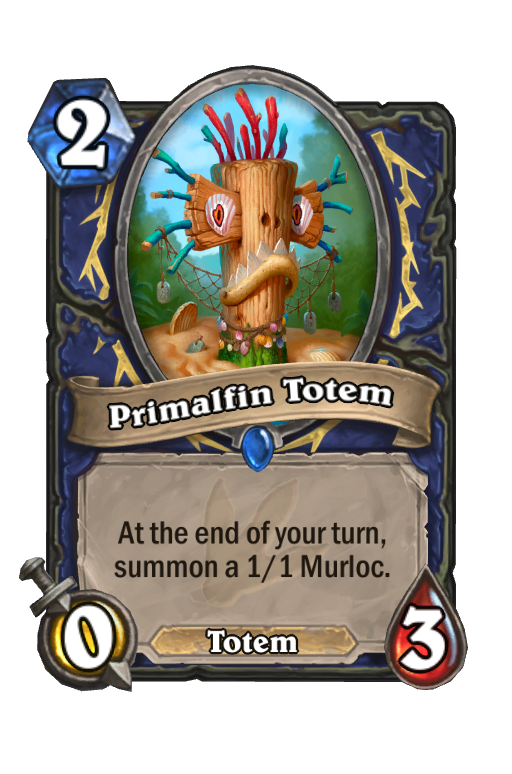 2
Primalfin Totem
At the end of your turn,
summon a 1/1 Murloc.
0
Totem
3